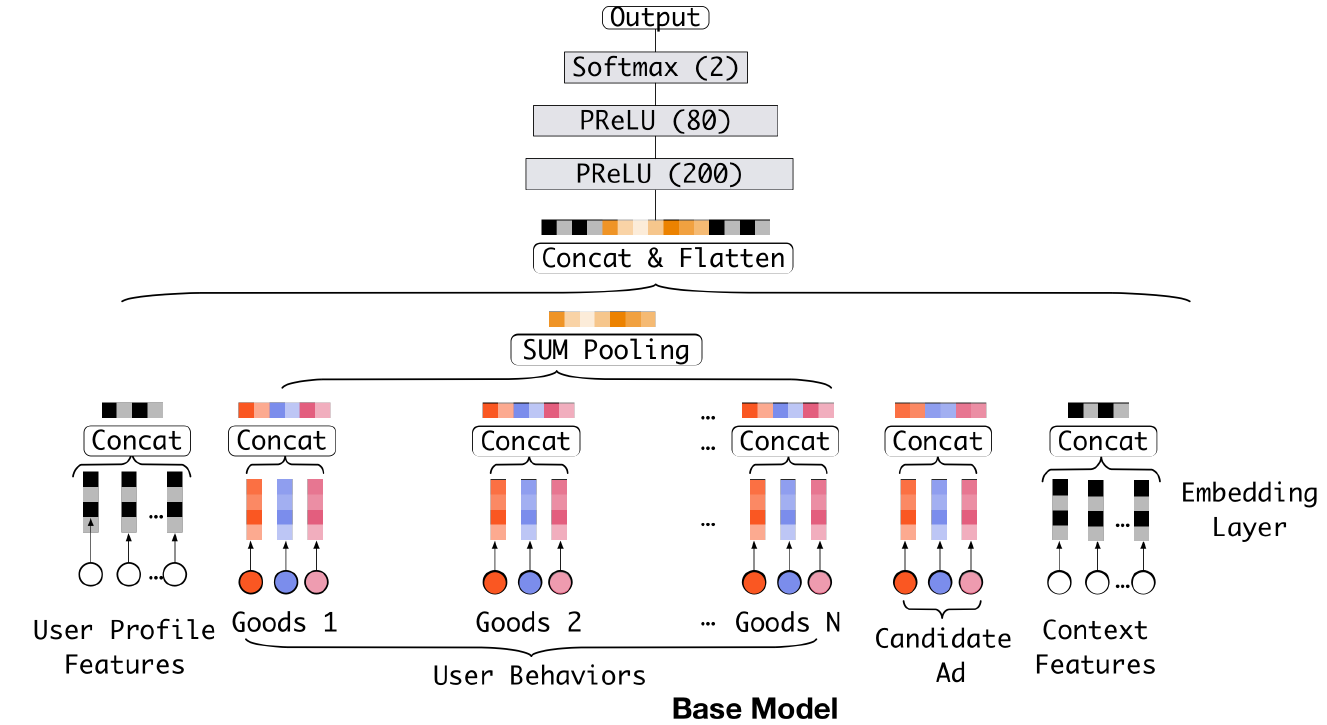 Output
Softmax (2)
PReLU (80)
PReLU (200)
Concat & Flatten
SUM Pooling
...
Concat
Concat
Concat
...
Concat
Concat
Concat
...
...
...
Embedding
Layer
...
...
User Profile
Features
Goods 1
Goods 2
...
Goods N
Candidate
Ad
Context
Features
User Behaviors
Base Model